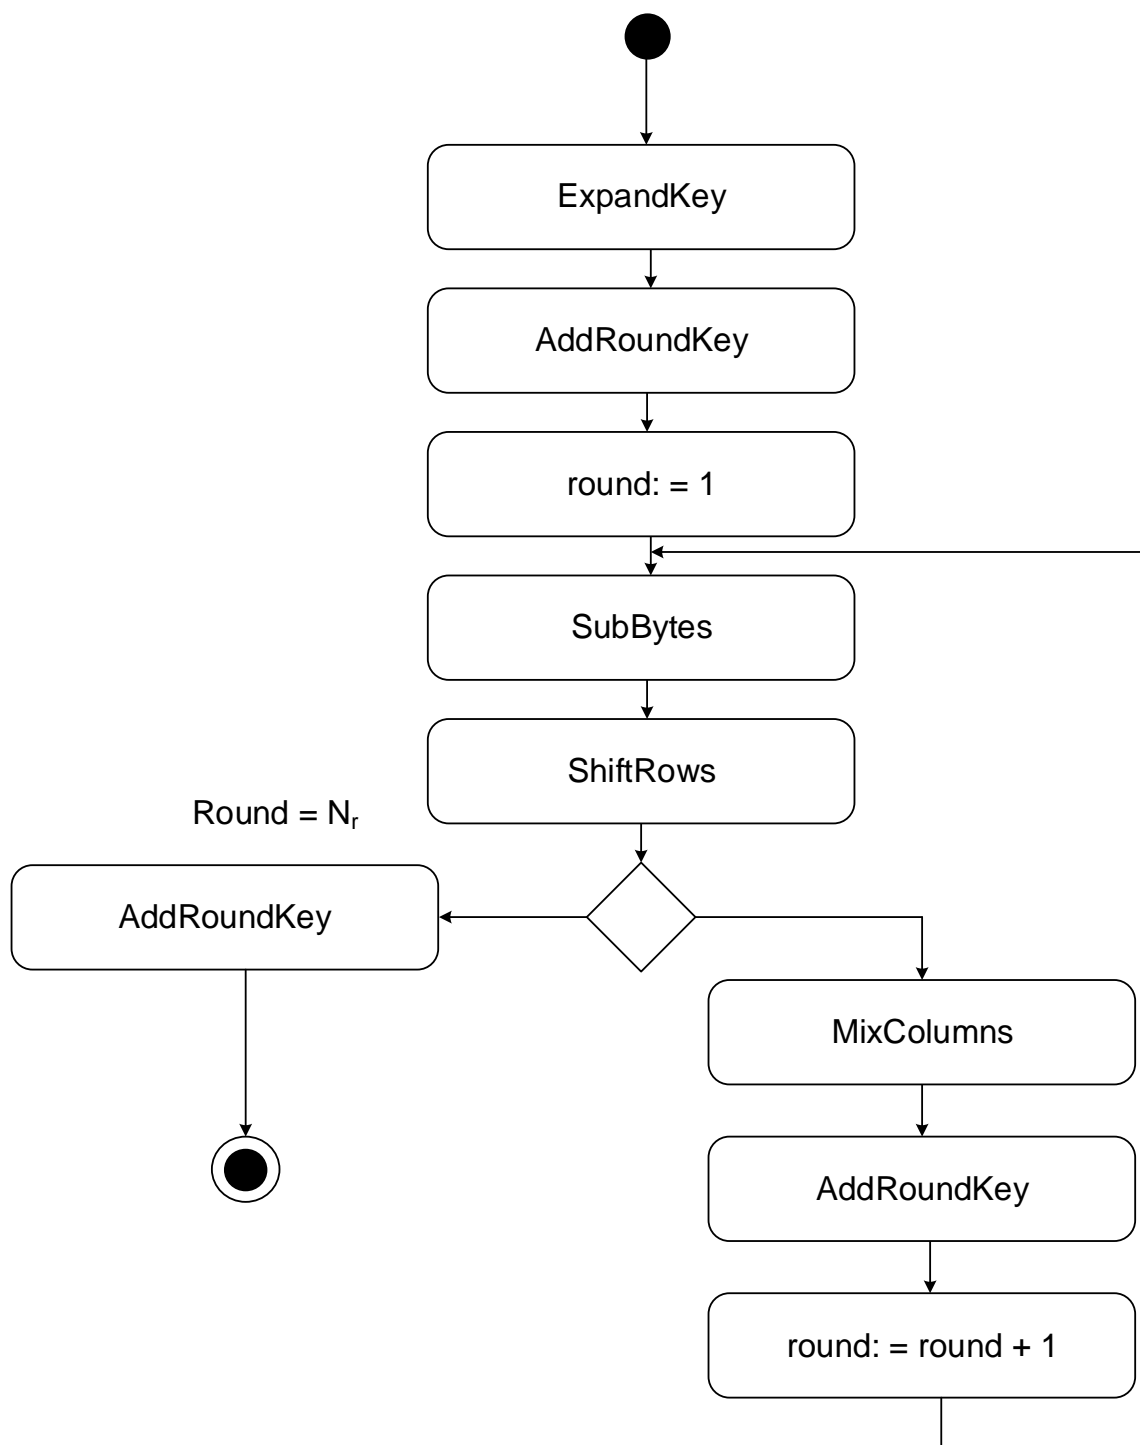 ExpandKey
AddRoundKey
round: = 1
SubBytes
ShiftRows
Round = Nr
AddRoundKey
MixColumns
AddRoundKey
round: = round + 1